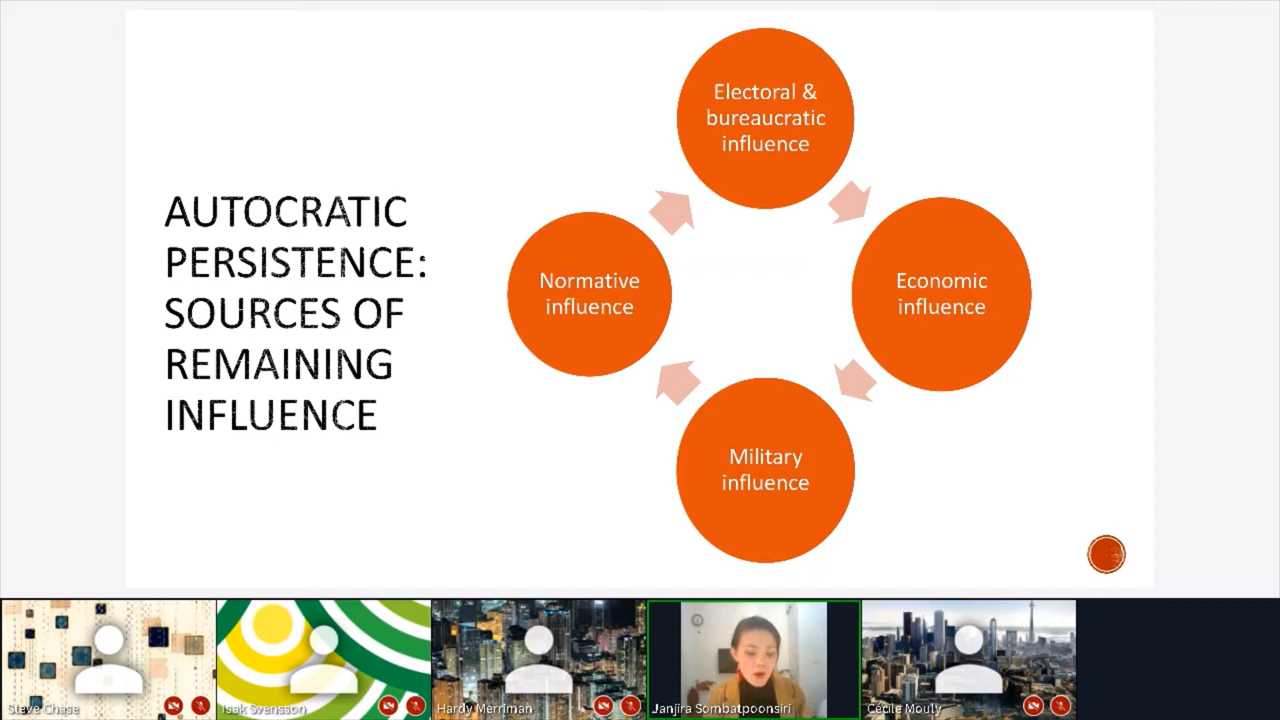 AUTOCRATIC
PERSISTENCE:
SOURCES OF
REMAINING
INFLUENCE
Electoral &
bureaucratic
influence
Economic
influence
Military
influence
Normative
influence
Steve Chase
Isak Svensson
Hardy Merriman
Janjira Sombatpoonsiri
Cécile Mouly